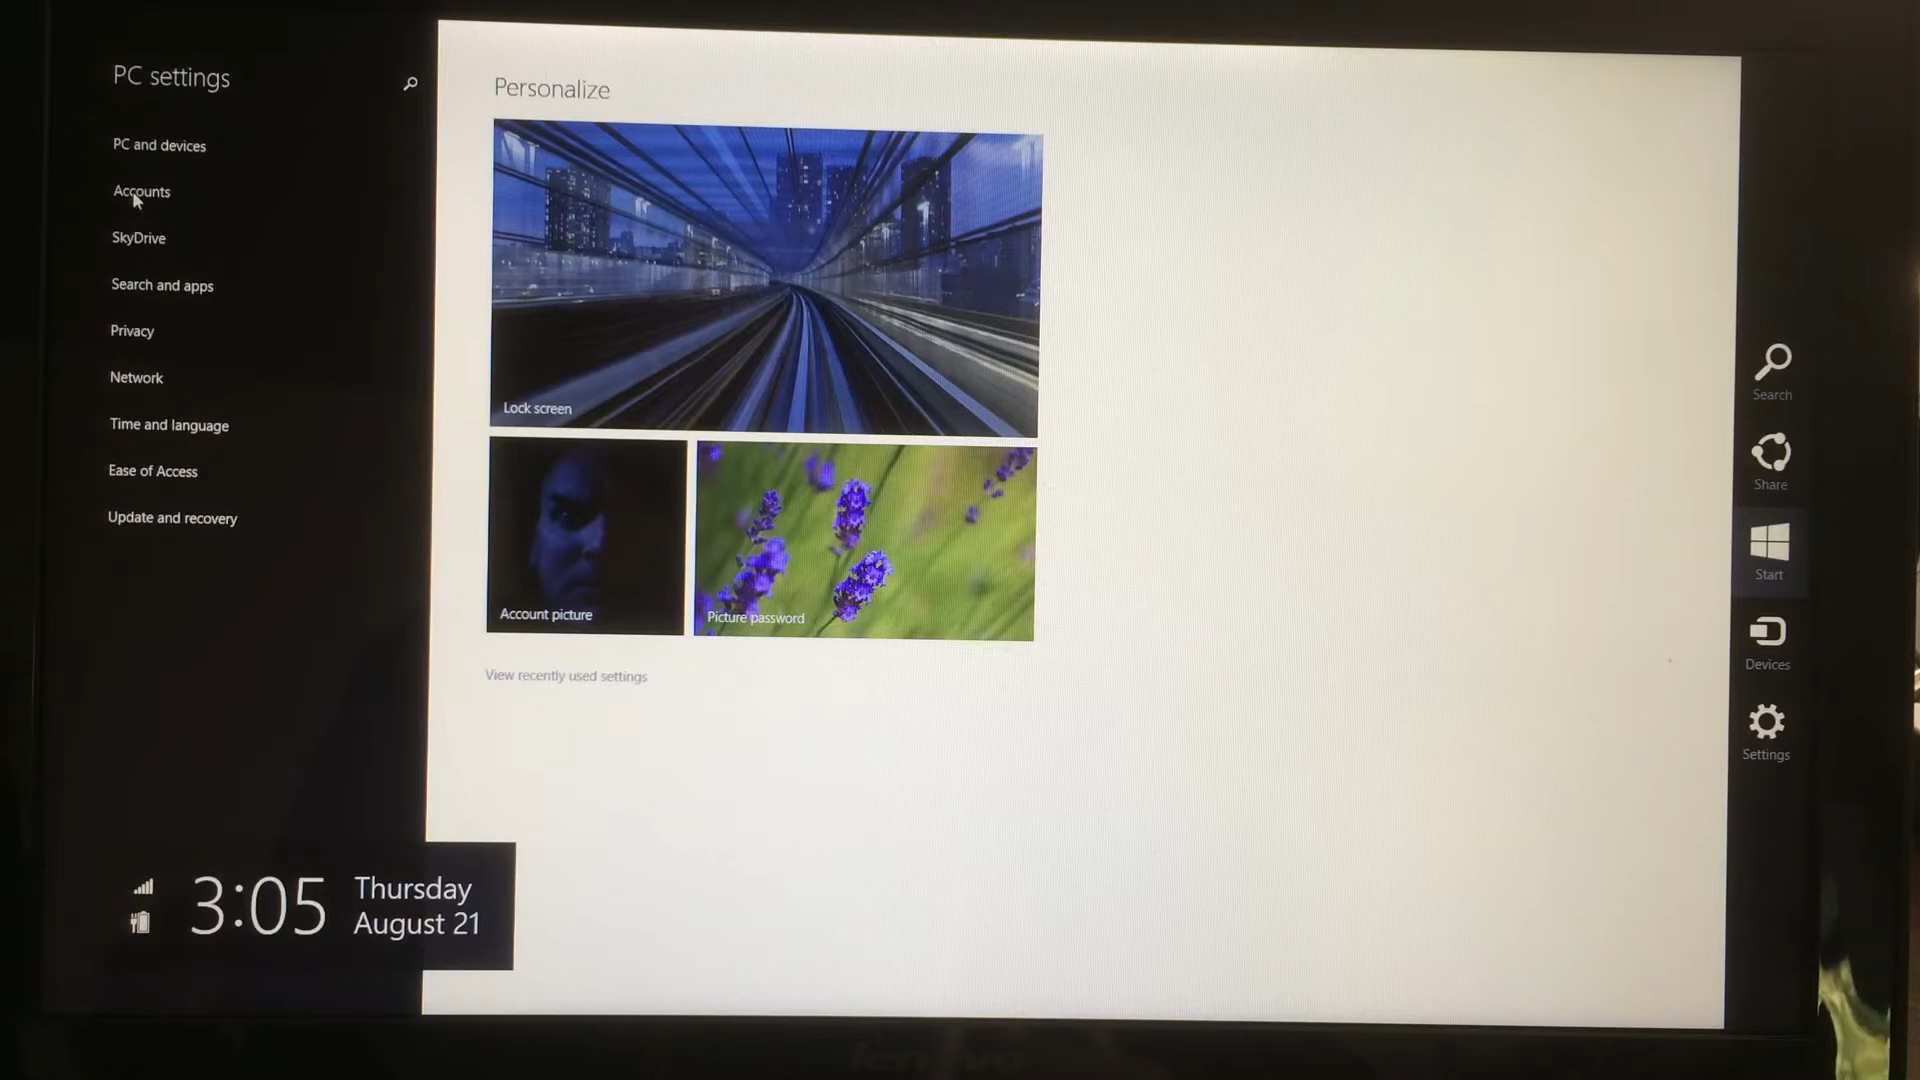 PC settings
PC and devices
Accounts
SkyDrive
Search and apps
Privacy
Network
Time and language
Ease of Access
Update and recovery
Personalize
Lock screen
Account picture
Picture password
View recently used settings
Search
Share
Start
Devices
Settings
3:05
Thursday
August 21
lenovo